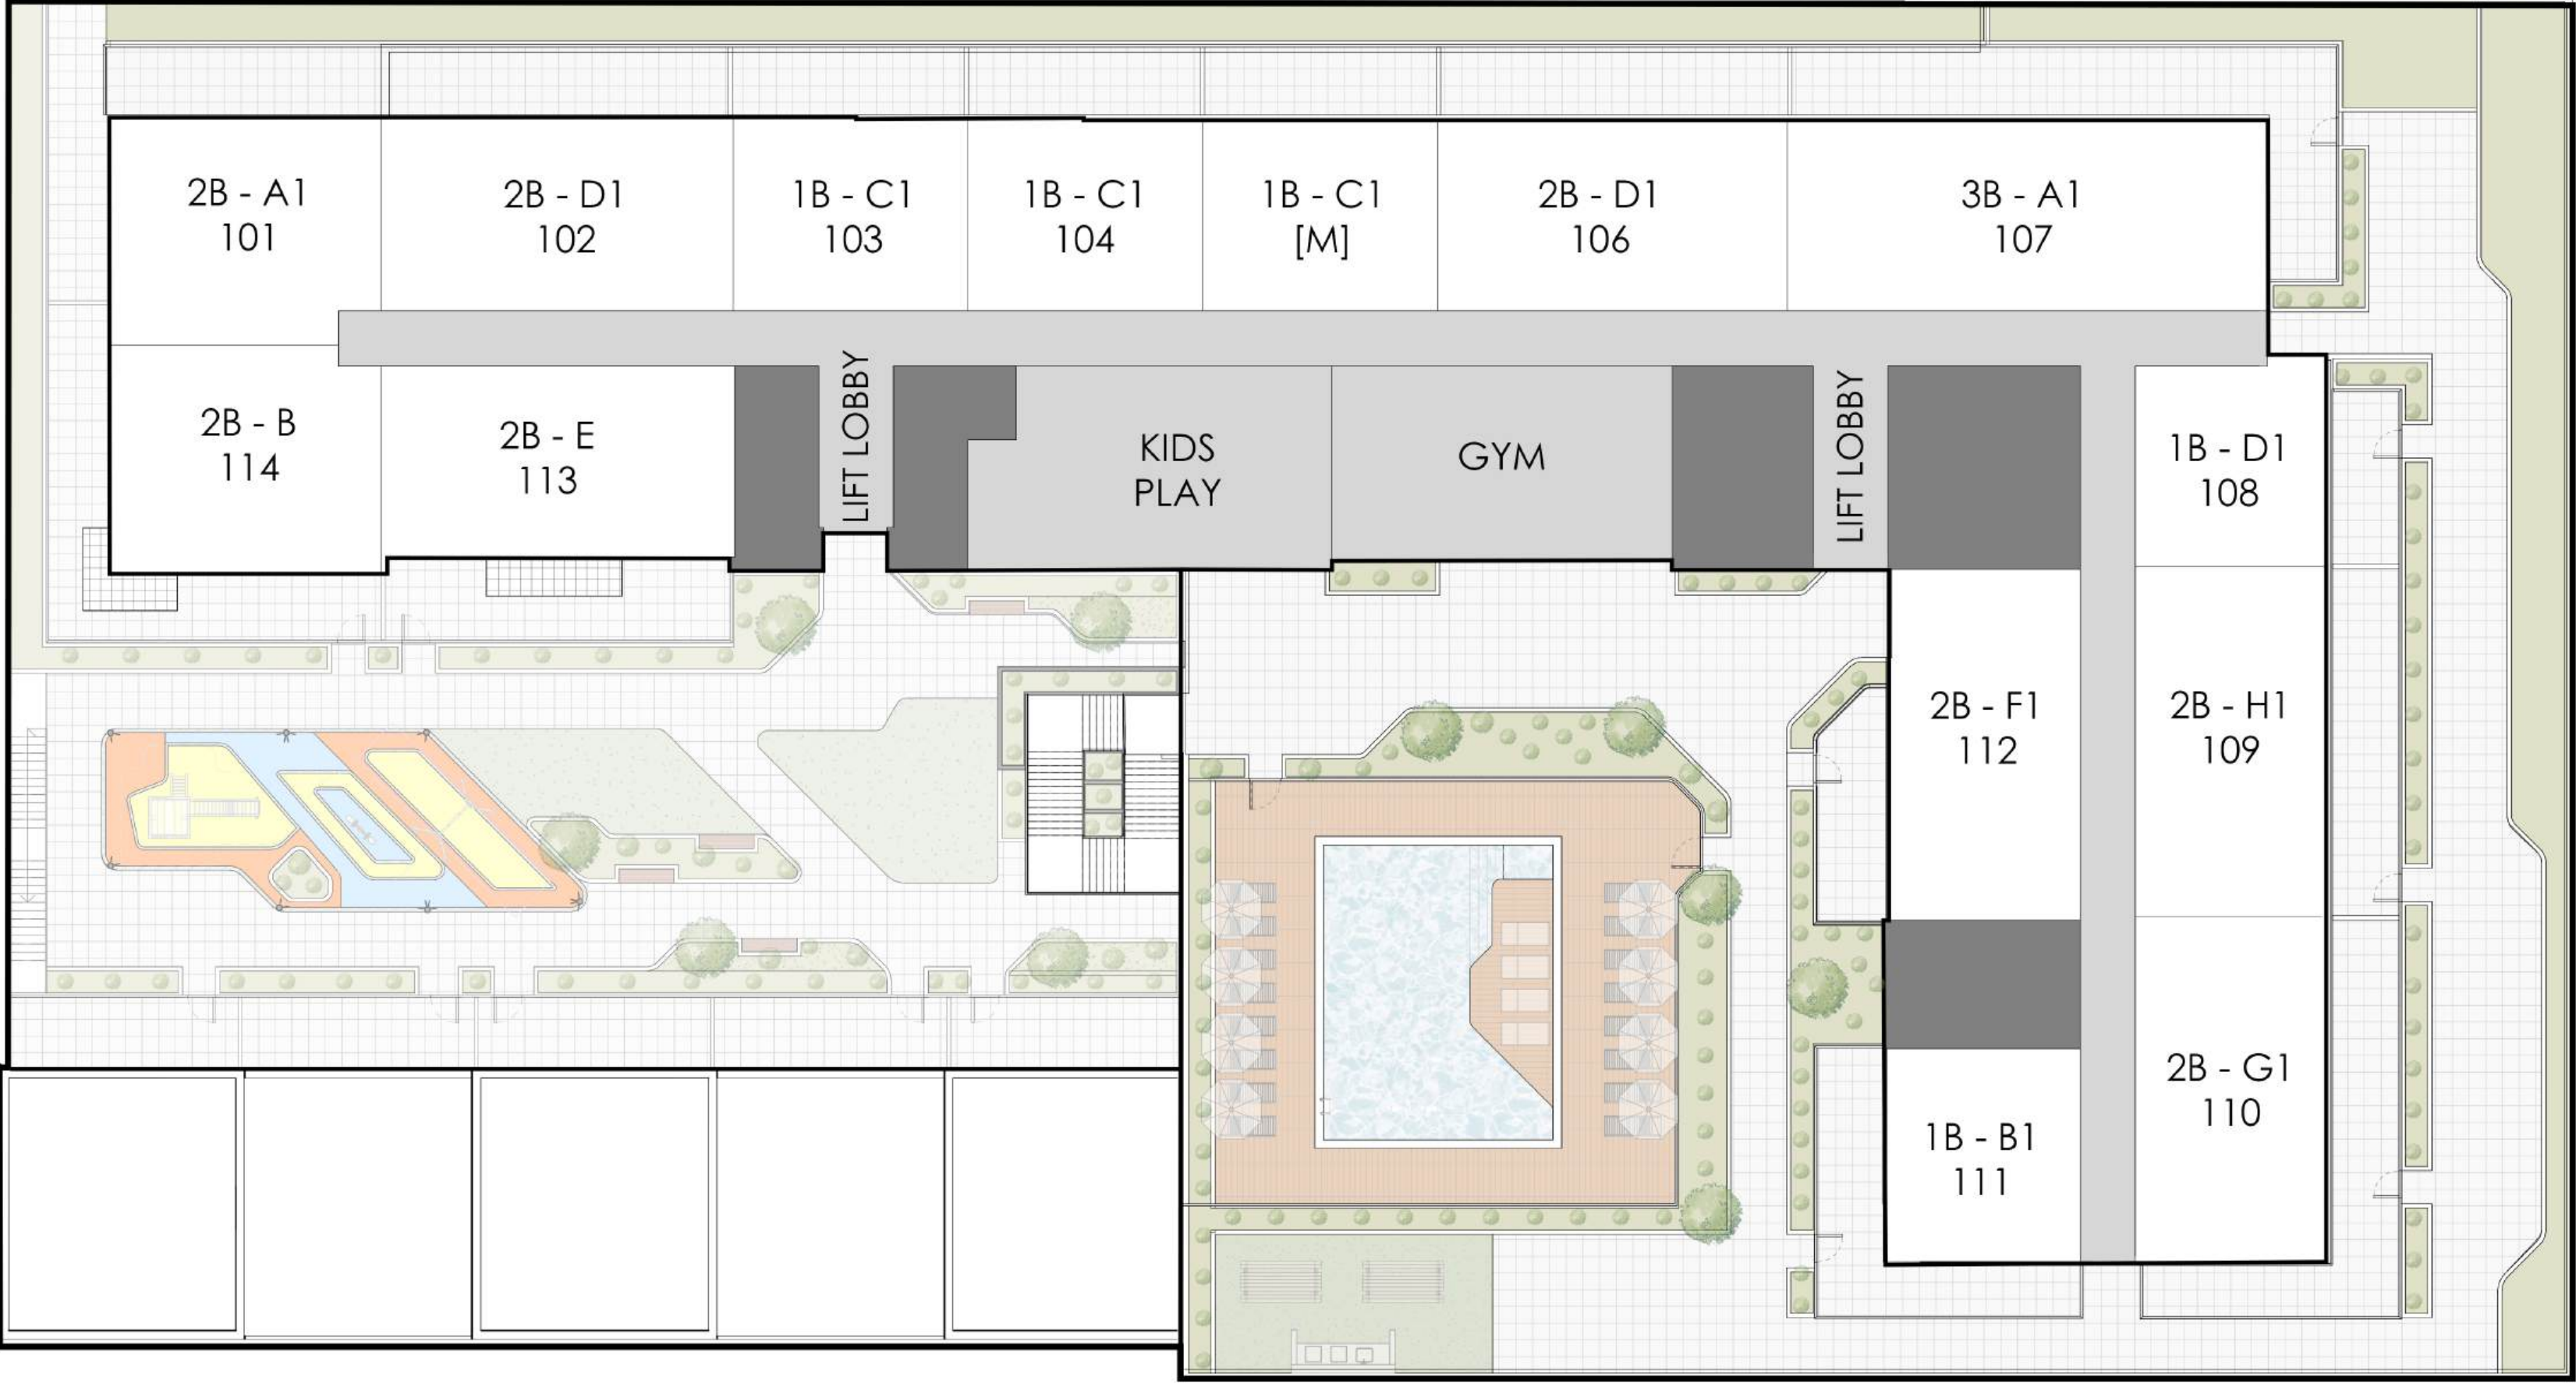 2B - A1
101
2B - D1
102
1B - C1
103
1B - C1
104
1B - C1
[M]
2B - D1
106
3B - A1
107
2B - B
114
2B - E
113
LIFT LOBBY
KIDS
PLAY
GYM
LIFT LOBBY
1B - D1
108
2B - F1
112
2B - H1
109
1B - B1
111
2B - G1
110